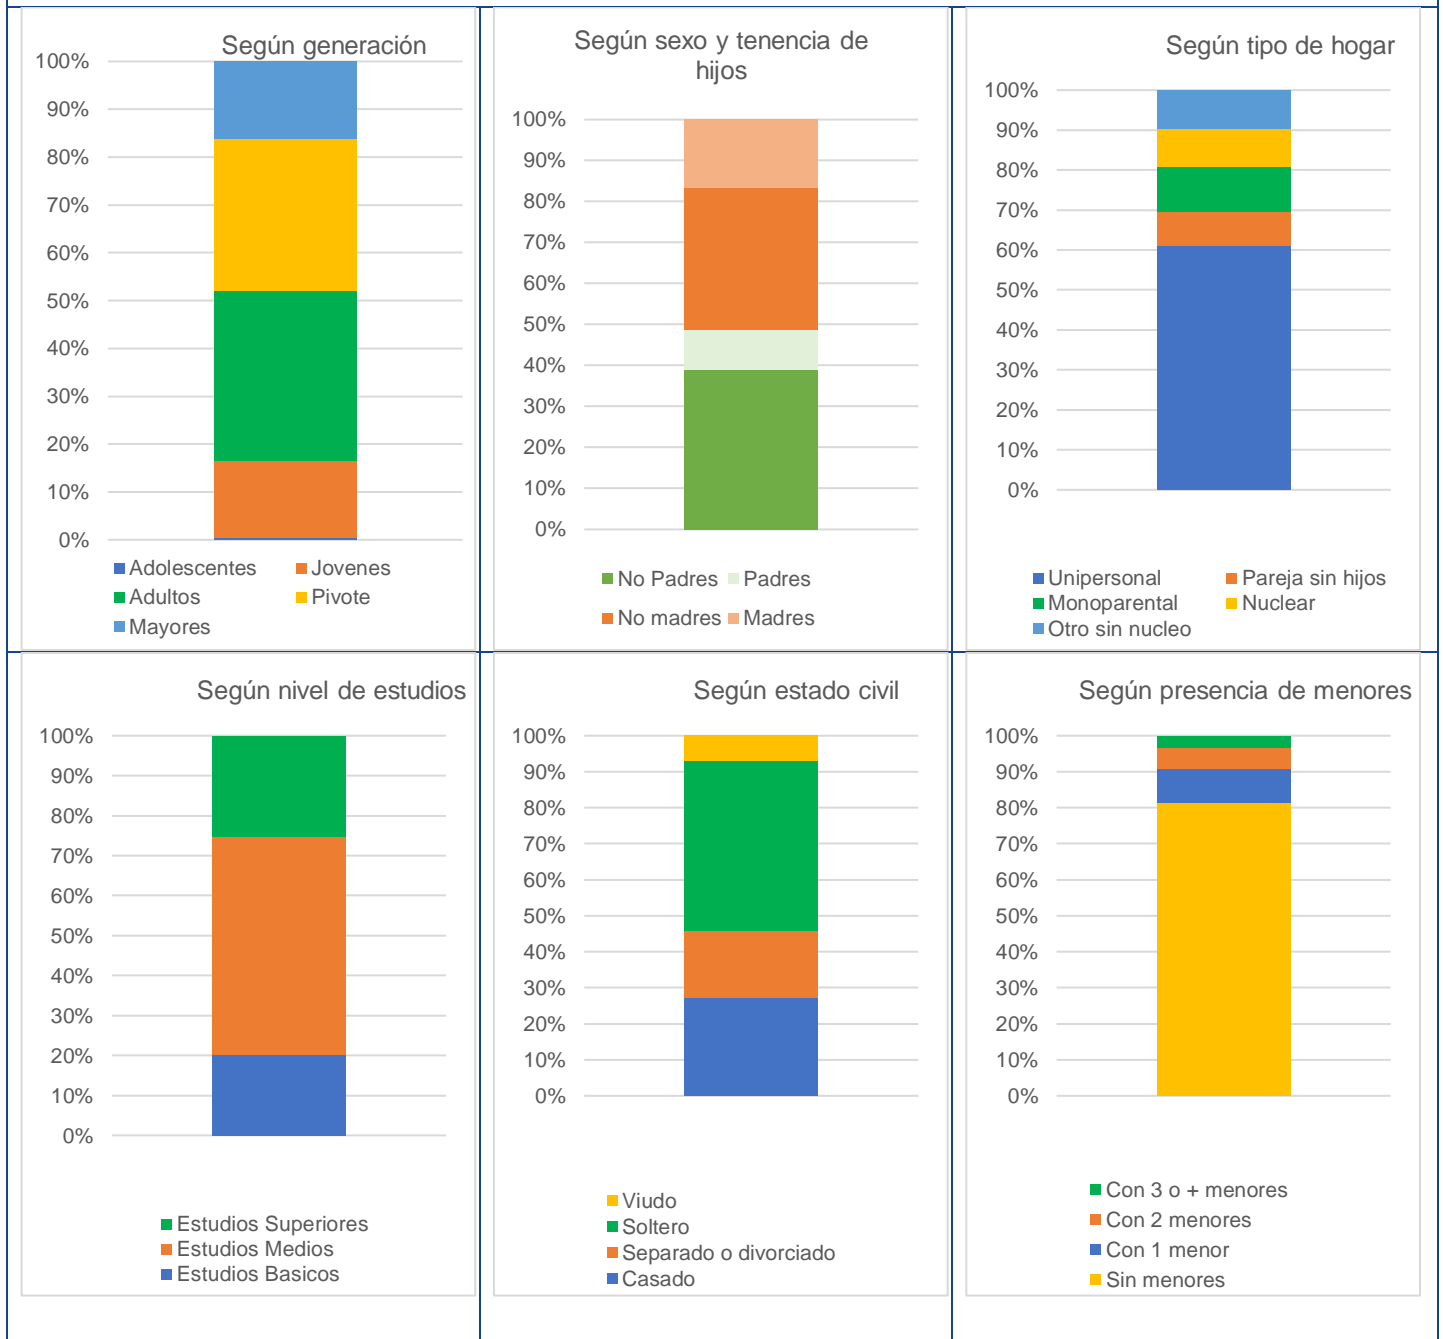 Según generación
100%
90%
80%
70%
60%
50%
40%
30%
20%
10%
0%
Adolescentes Jovenes
Adultos Pivote
Mayores
Según sexo y tenencia de
hijos
100%
90%
80%
70%
60%
50%
40%
30%
20%
10%
0%
No Padres Padres
No madres Madres
Según tipo de hogar
100%
90%
80%
70%
60%
50%
40%
30%
20%
10%
0%
Unipersonal Pareja sin hijos
Monoparental Nuclear
Otro sin nucleo
Según nivel de estudios
100%
90%
80%
70%
60%
50%
40%
30%
20%
10%
0%
Estudios Superiores
Estudios Medios
Estudios Basicos
Según estado civil
100%
90%
80%
70%
60%
50%
40%
30%
20%
10%
0%
Viudo
Soltero
Separado o divorciado
Casado
Según presencia de menores
100%
90%
80%
70%
60%
50%
40%
30%
20%
10%
0%
Con 3 o + menores
Con 2 menores
Con 1 menor
Sin menores